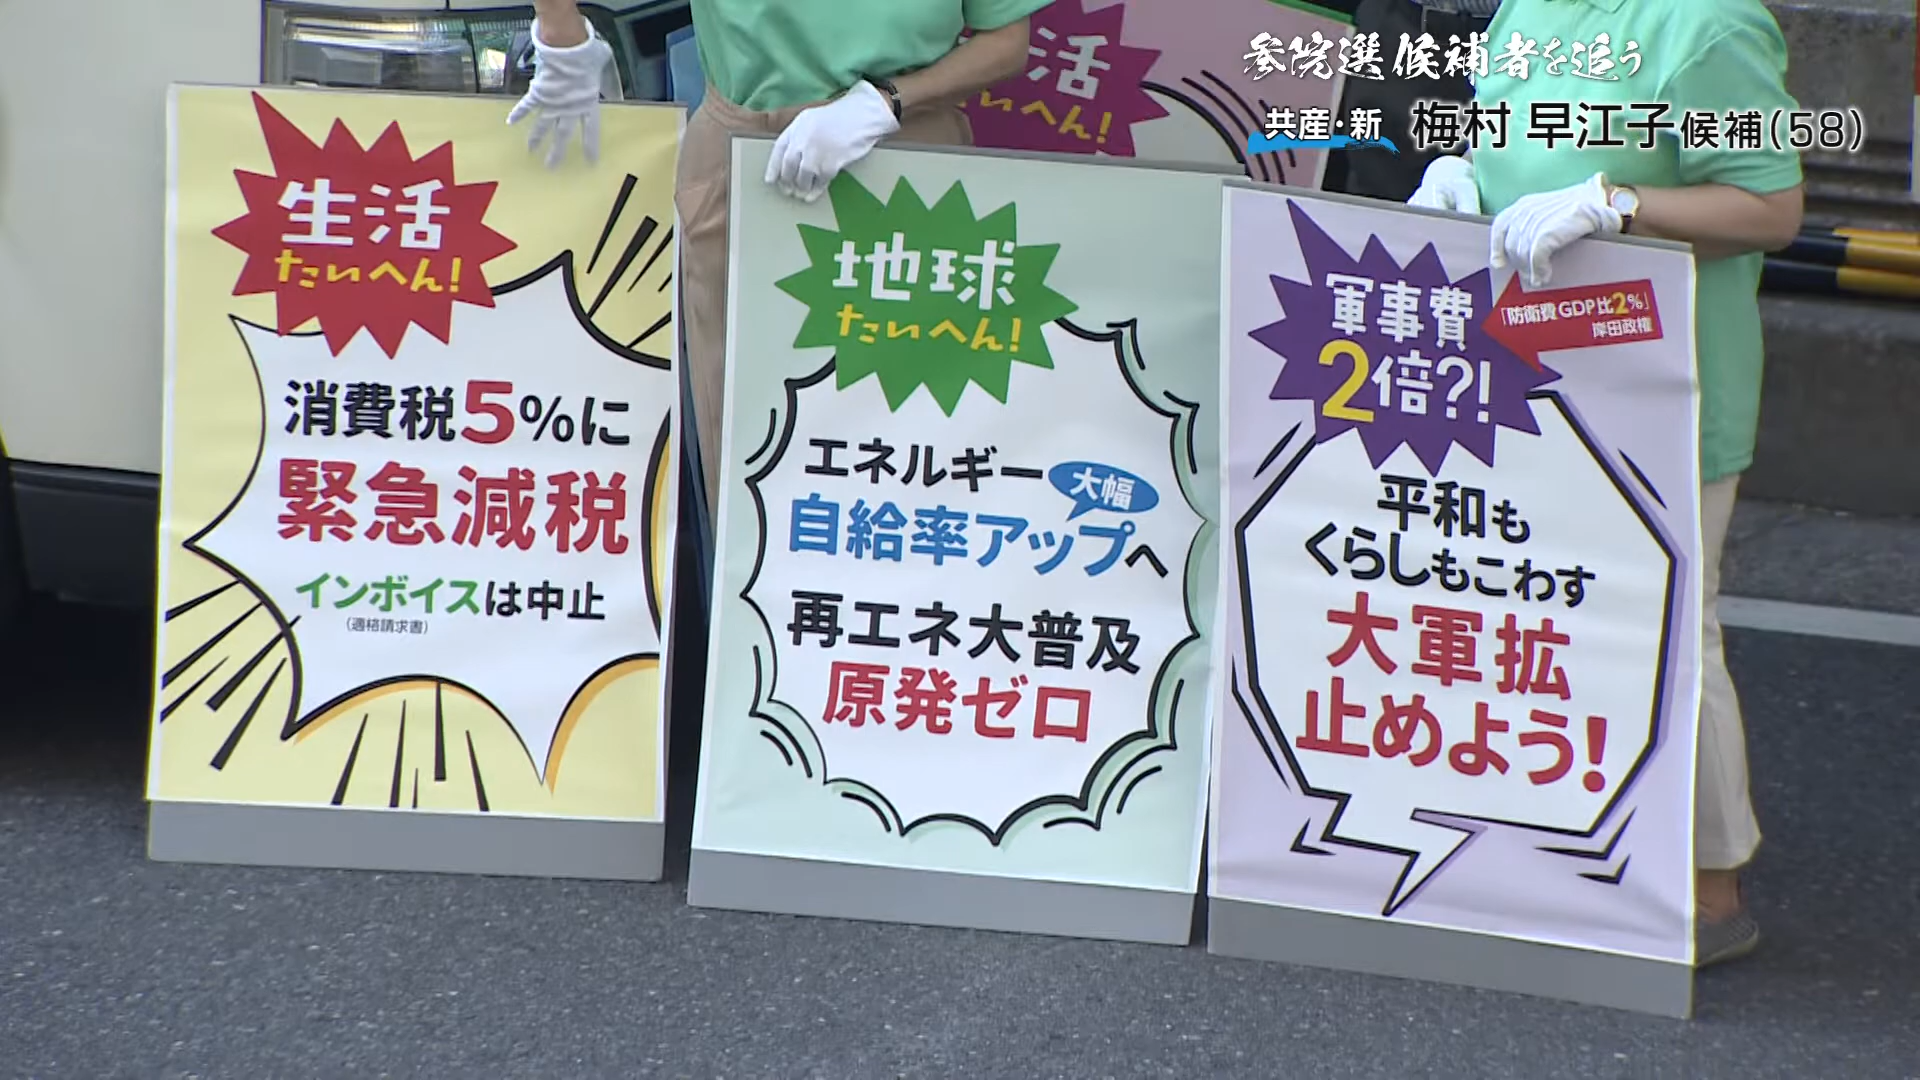 参院選 候補者を追う
共産・新 梅村 早江子 候補(58)
活
いへん!
生活
たいへん!
消費税5%に
緊急減税
インボイスは中止
(適格請求書)
地球
たいへん!
エネルギー 大幅
自給率アップへ
再エネ大普及
原発ゼロ
「防衛費GDP比2%」
岸田政権
軍事費
2倍?!
平和も
くらしもこわす
大軍拡
止めよう!